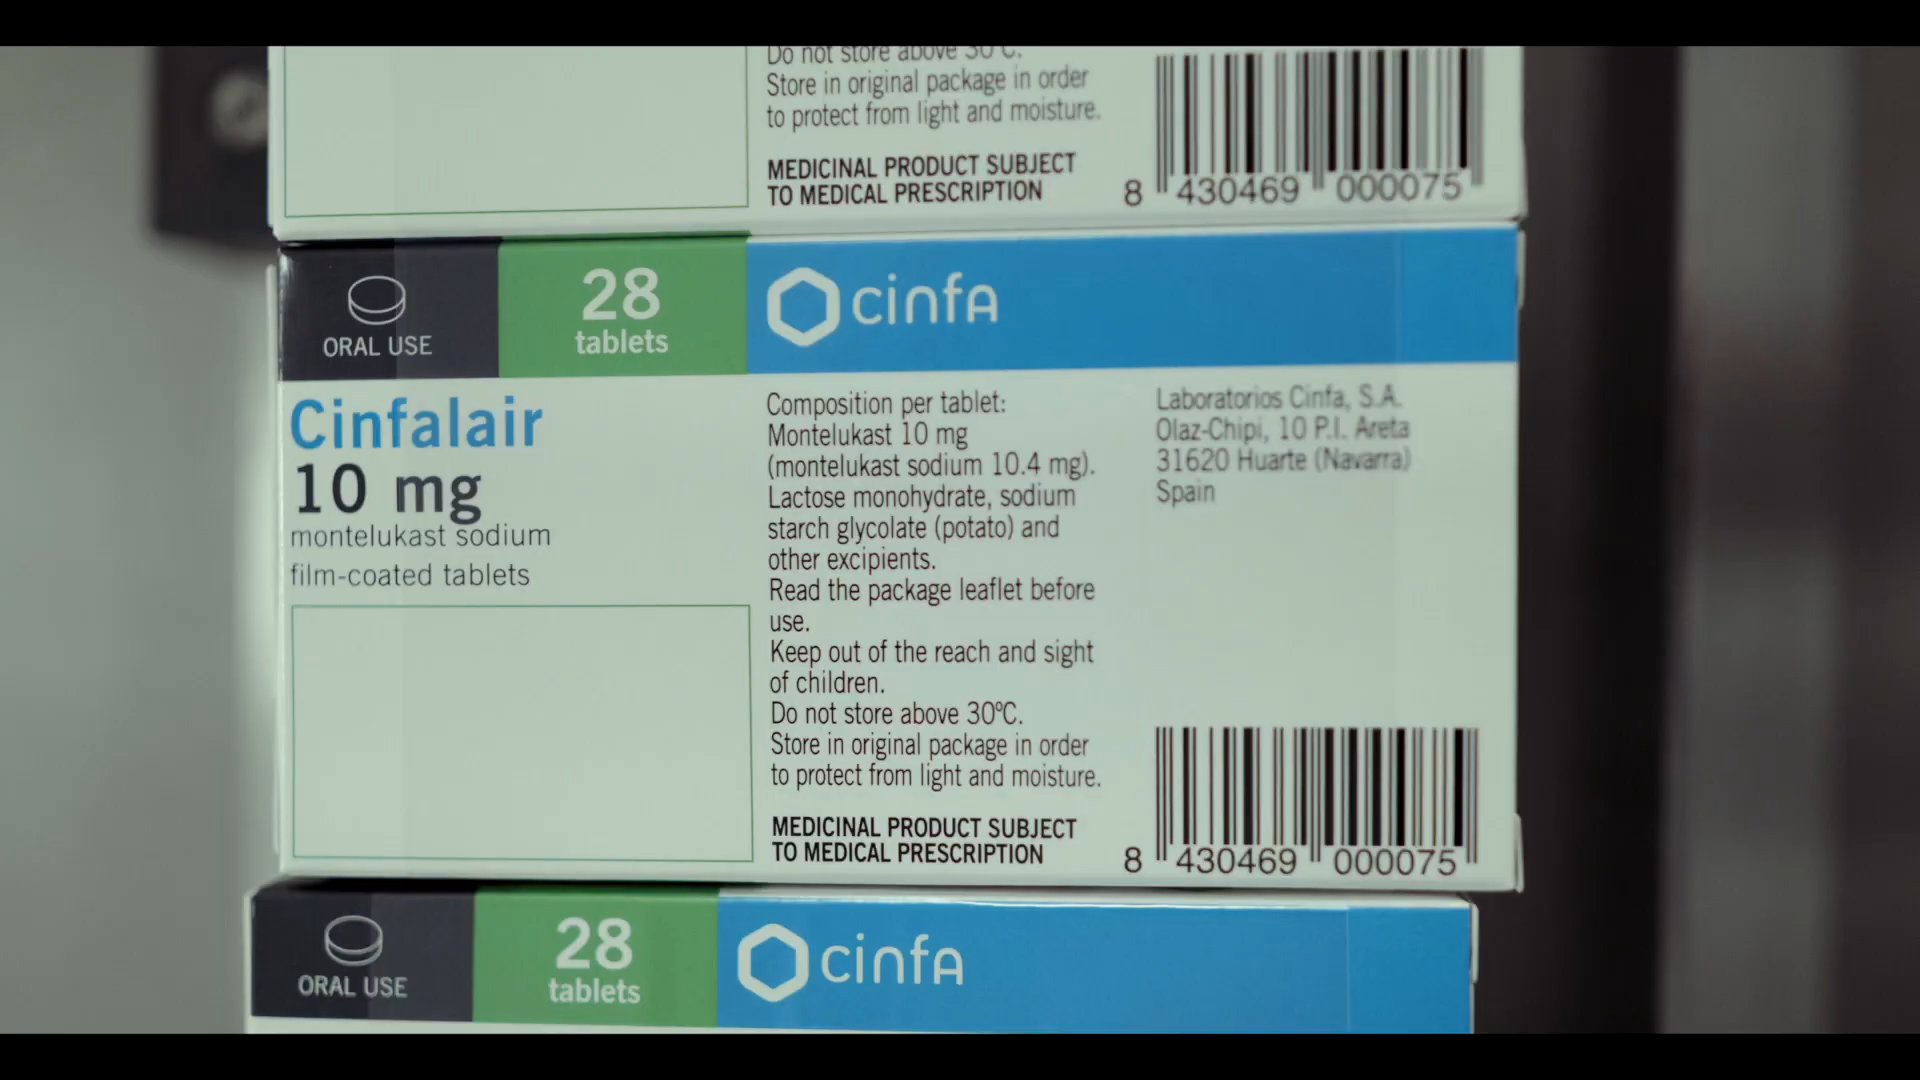 Do not store above 30°C.
Store in original package in order
to protect from light and moisture.
MEDICINAL PRODUCT SUBJECT
TO MEDICAL PRESCRIPTION
8 430469 000075
ORAL USE
28
tablets
cinfa
Cinfalair
10 mg
montelukast sodium
film-coated tablets
Composition per tablet:
Montelukast 10 mg
(montelukast sodium 10.4 mg).
Lactose monohydrate, sodium
starch glycolate (potato) and
other excipients.
Read the package leaflet before
use.
Keep out of the reach and sight
of children.
Do not store above 30ºC.
Store in original package in order
to protect from light and moisture.
MEDICINAL PRODUCT SUBJECT
TO MEDICAL PRESCRIPTION
Laboratorios Cinfa, S.A.
Olaz-Chipi, 10 P.I. Areta
31620 Huarte (Navarra)
Spain
8 430469 000075
ORAL USE
28
tablets
cinfa